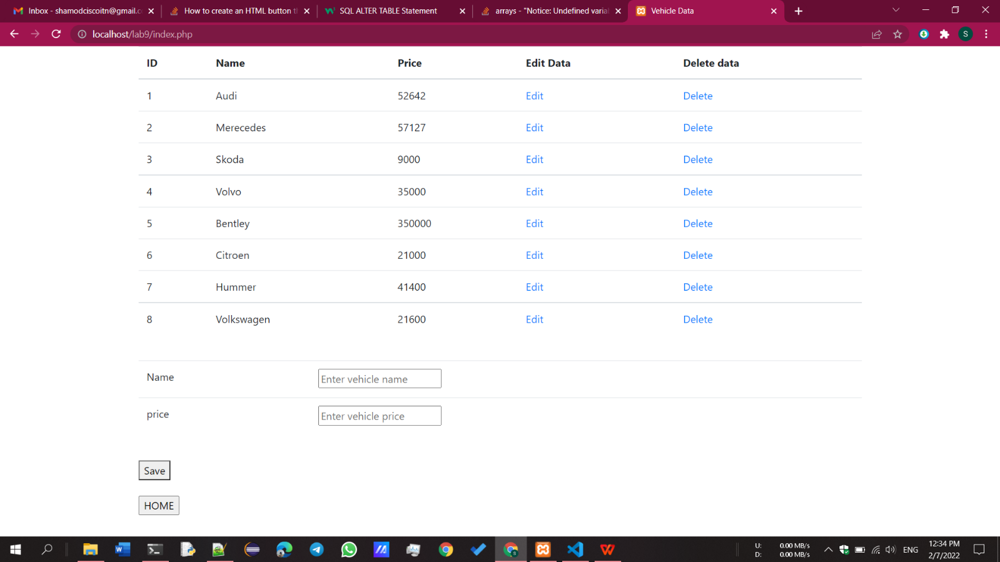 Inbox - shamodciscoitn@gmail.c
How to create an HTML button t
SQL ALTER TABLE Statement
arrays - "Notice: Undefined varia
Vehicle Data
localhost/lab9/index.php
S
ID Name Price Edit Data Delete data
1 Audi 52642 Edit Delete
2 Merecedes 57127 Edit Delete
3 Skoda 9000 Edit Delete
4 Volvo 35000 Edit Delete
5 Bentley 350000 Edit Delete
6 Citroen 21000 Edit Delete
7 Hummer 41400 Edit Delete
8 Volkswagen 21600 Edit Delete
Name Enter vehicle name
price Enter vehicle price
Save
HOME
U: 0.00 MB/s
D: 0.00 MB/s
ENG
12:34 PM
2/7/2022